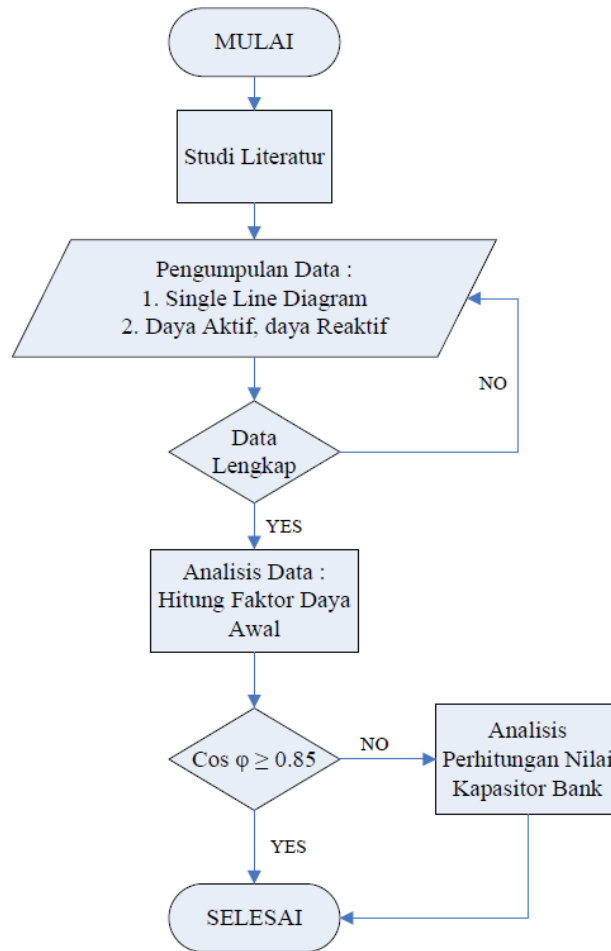 MULAI
Studi Literatur
Pengumpulan Data :
1. Single Line Diagram
2. Daya Aktif, daya Reaktif
NO
Data
Lengkap
YES
Analisis Data :
Hitung Faktor Daya
Awal
Cos φ ≥ 0.85
NO
Analisis
Perhitungan Nilai
Kapasitor Bank
YES
SELESAI